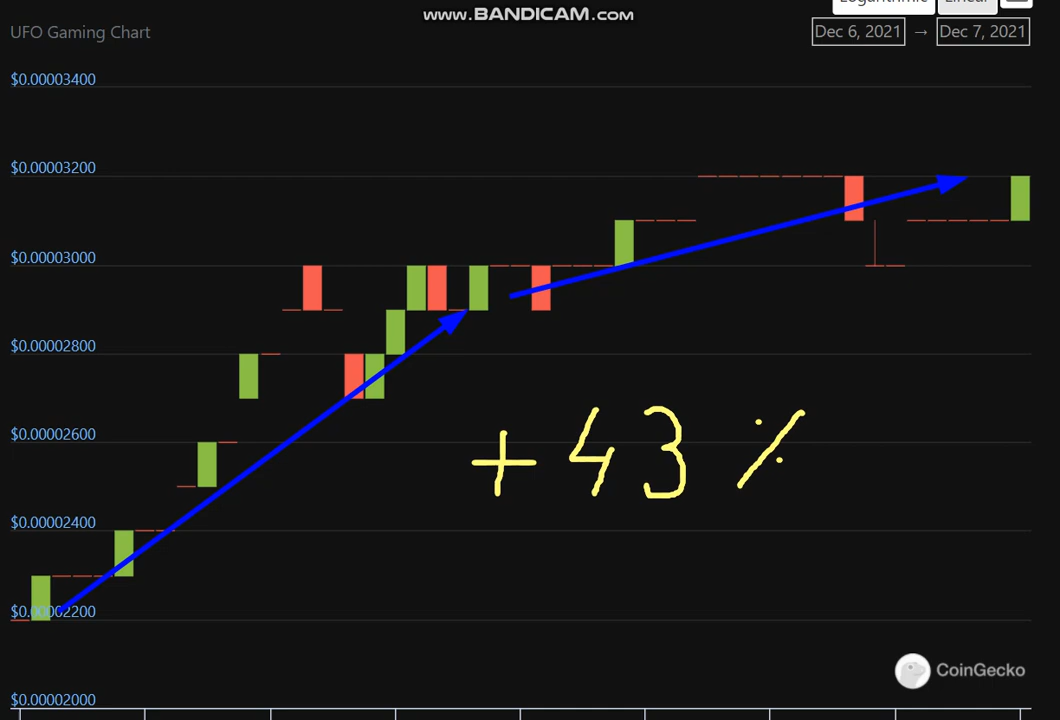 www.BANDICAM.com
Linear
UFO Gaming Chart
Dec 6, 2021 → Dec 7, 2021
$0.00003400
$0.00003200
$0.00003000
$0.00002800
$0.00002600
+43 %
$0.00002400
$0.00002200
CoinGecko
$0.00002000